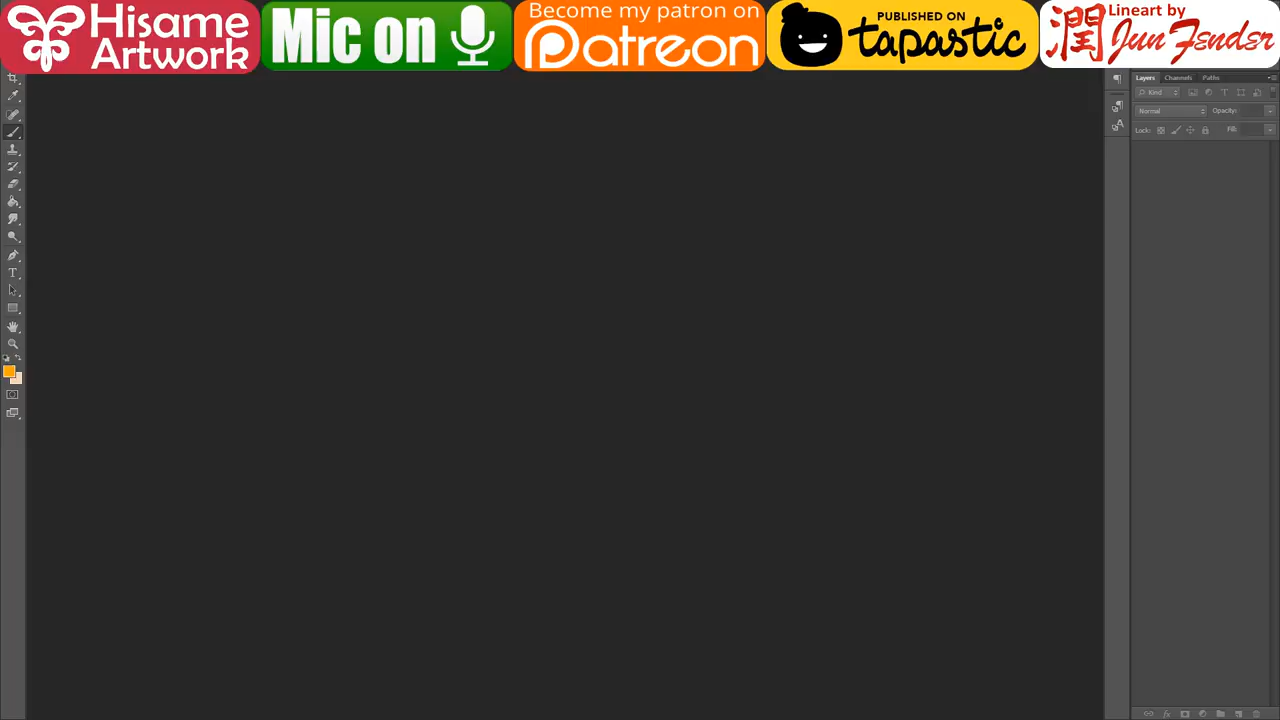 Hisame
Artwork
Mic on
Become my patron on
Patreon
PUBLISHED ON
tapastic
Lineart by
潤 Jun Fender
Layers Channels Paths
Kind
Normal Opacity:
Lock: Fill: